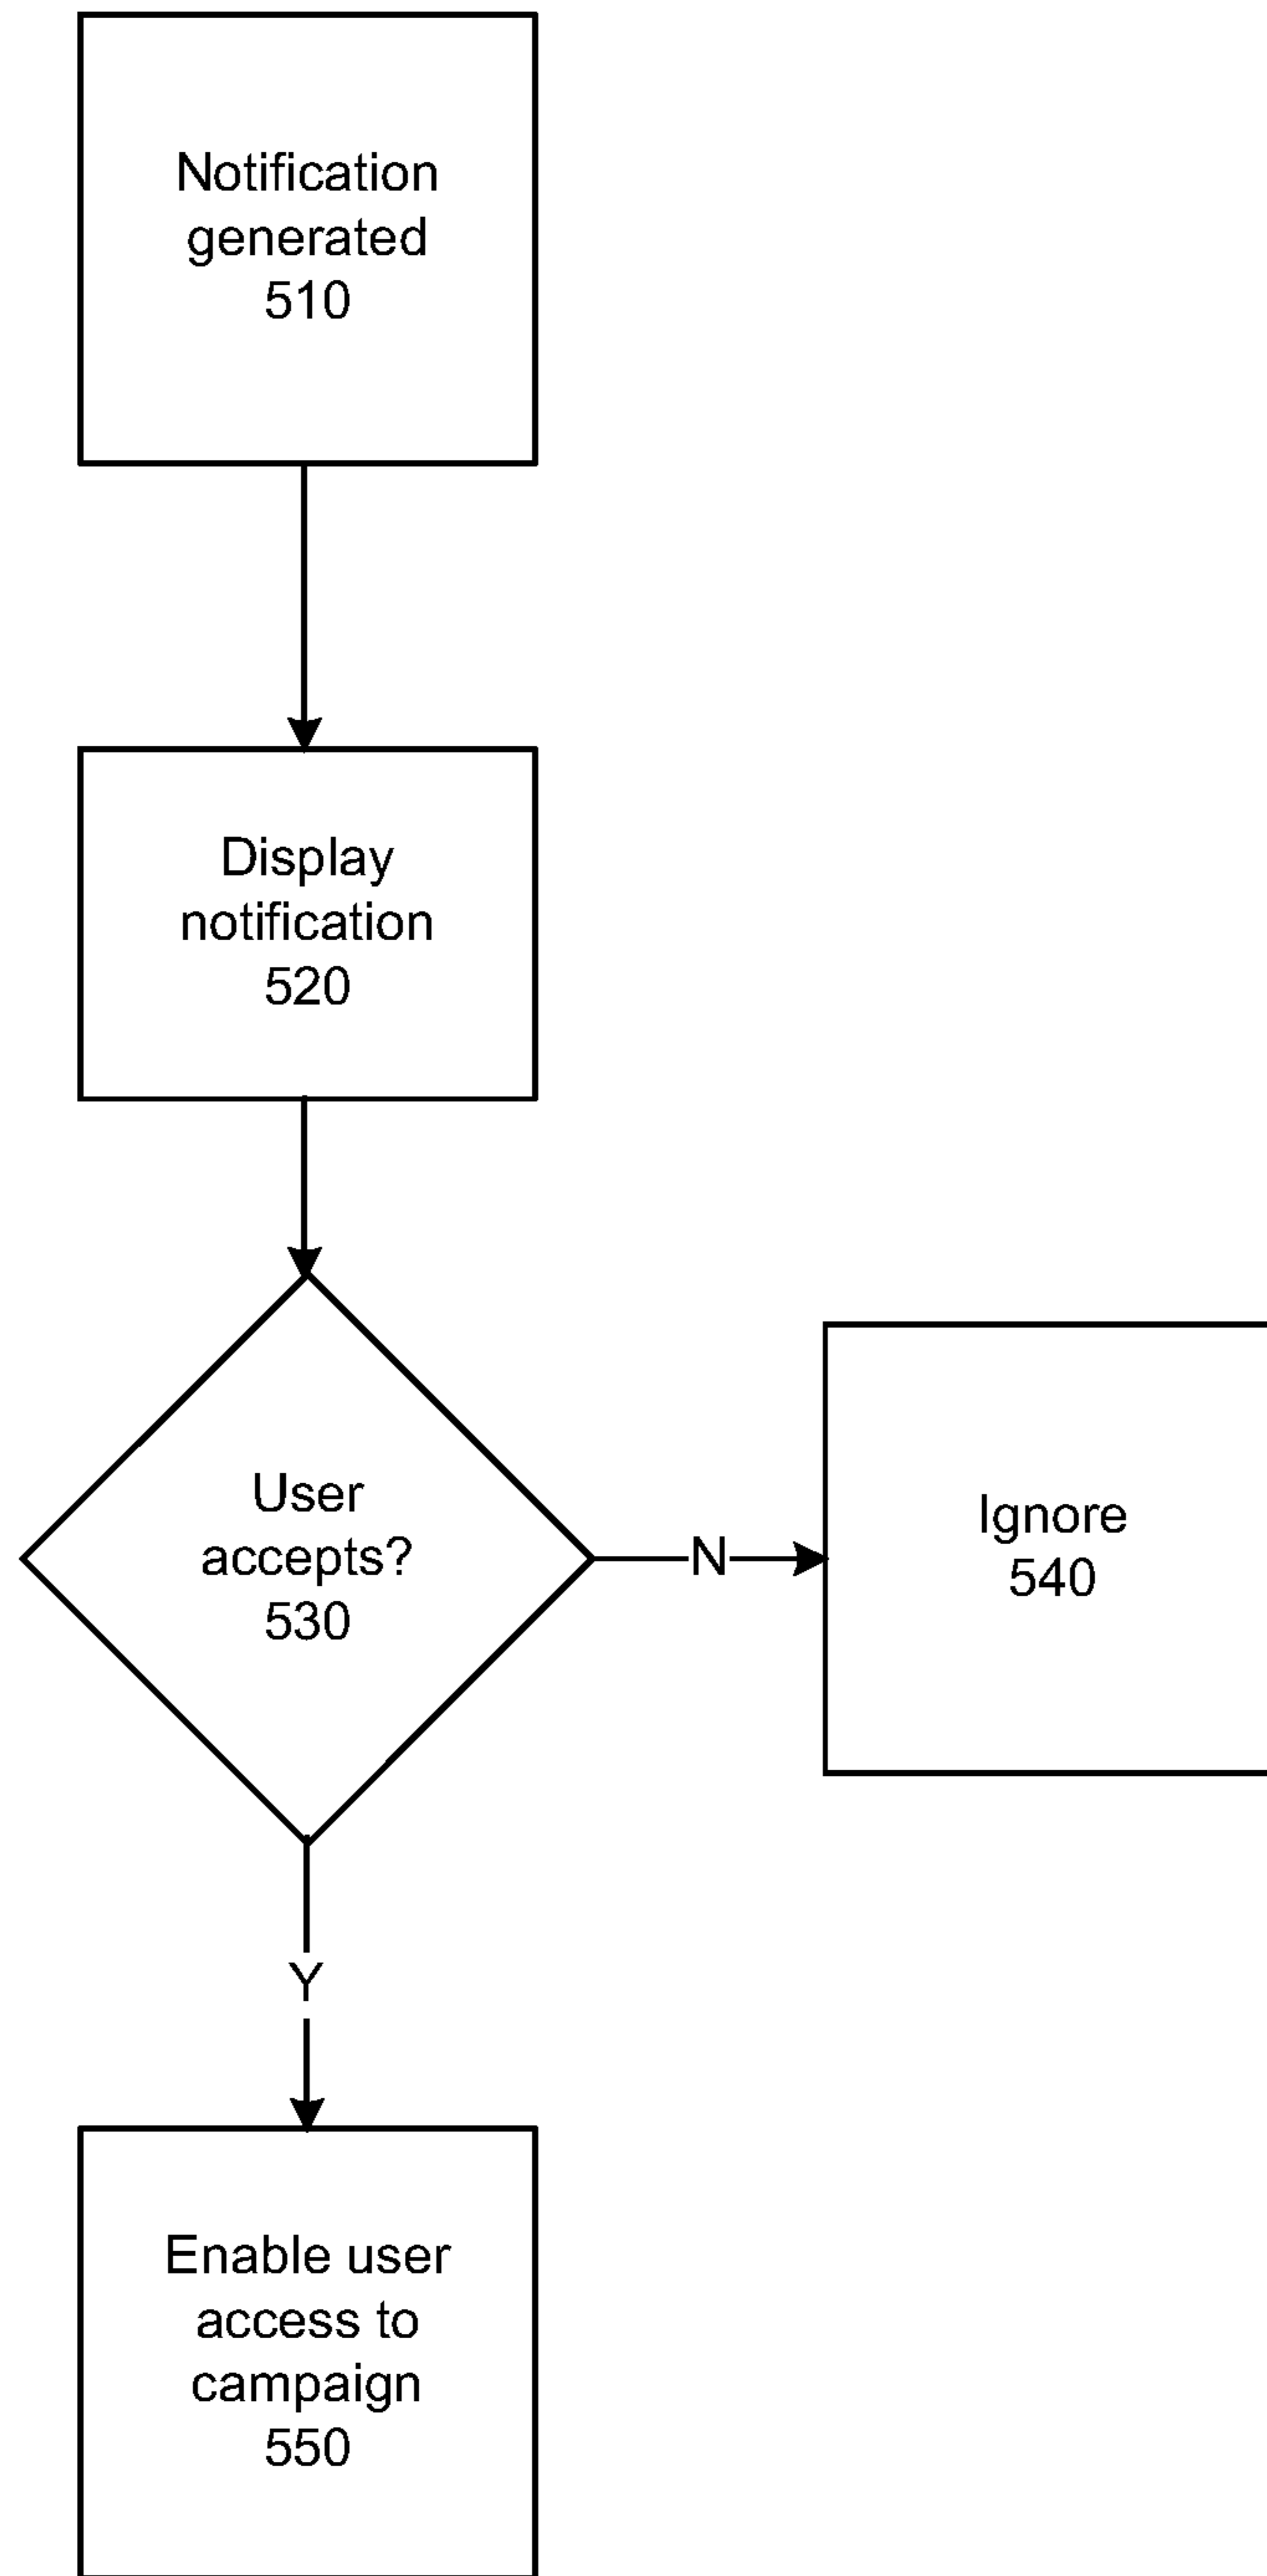 Notification
generated
510
Display
notification
520
User
accepts?
530
N
Ignore
540
Y
Enable user
access to
campaign
550